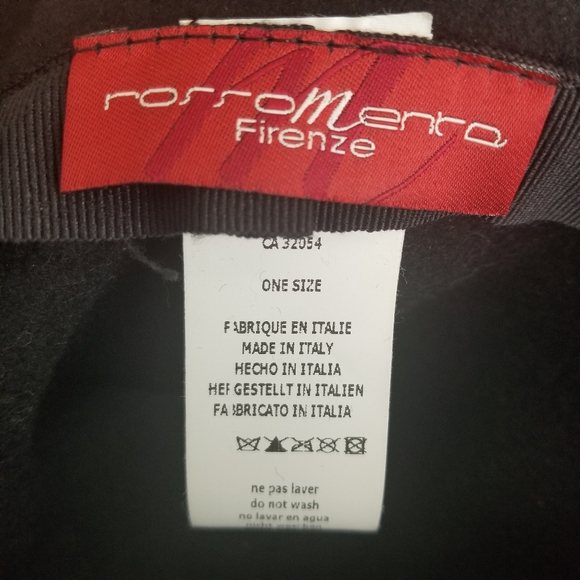 rossoMenta
Firenze
CA 32054
ONE SIZE
FABRIQUE EN ITALIE
MADE IN ITALY
HECHO IN ITALIA
HERGESTELLT IN ITALIEN
FABBRICATO IN ITALIA
ne pas laver
do not wash
no lavar en agua